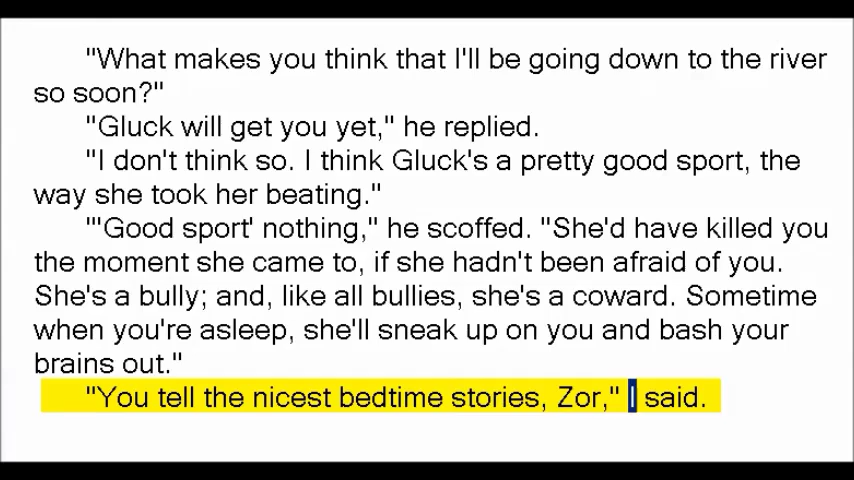 "What makes you think that I'll be going down to the river
so soon?"
"Gluck will get you yet," he replied.
"I don't think so. I think Gluck's a pretty good sport, the
way she took her beating."
"'Good sport' nothing," he scoffed. "She'd have killed you
the moment she came to, if she hadn't been afraid of you.
She's a bully; and, like all bullies, she's a coward. Sometime
when you're asleep, she'll sneak up on you and bash your
brains out."
"You tell the nicest bedtime stories, Zor," I said.